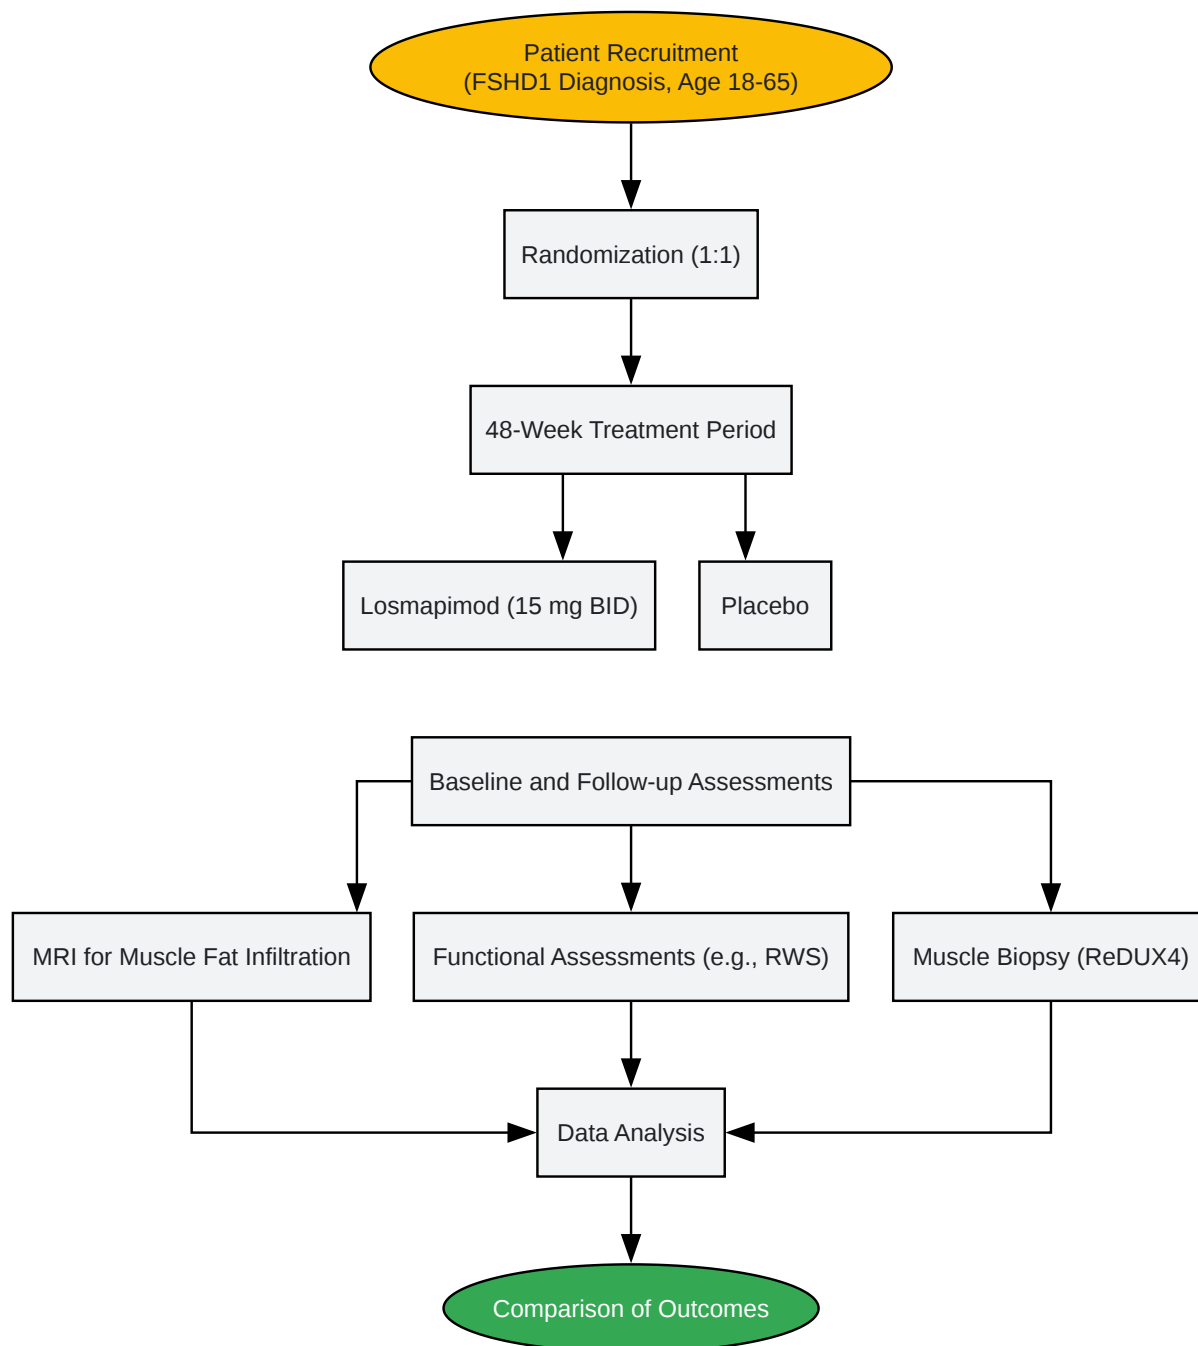 Patient Recruitment
(FSHD1 Diagnosis, Age 18-65)
Randomization (1:1)
48-Week Treatment Period
Losmapimod (15 mg BID)
Placebo
Baseline and Follow-up Assessments
MRI for Muscle Fat Infiltration
Functional Assessments (e.g., RWS)
Muscle Biopsy (ReDUX4)
Data Analysis
Comparison of Outcomes